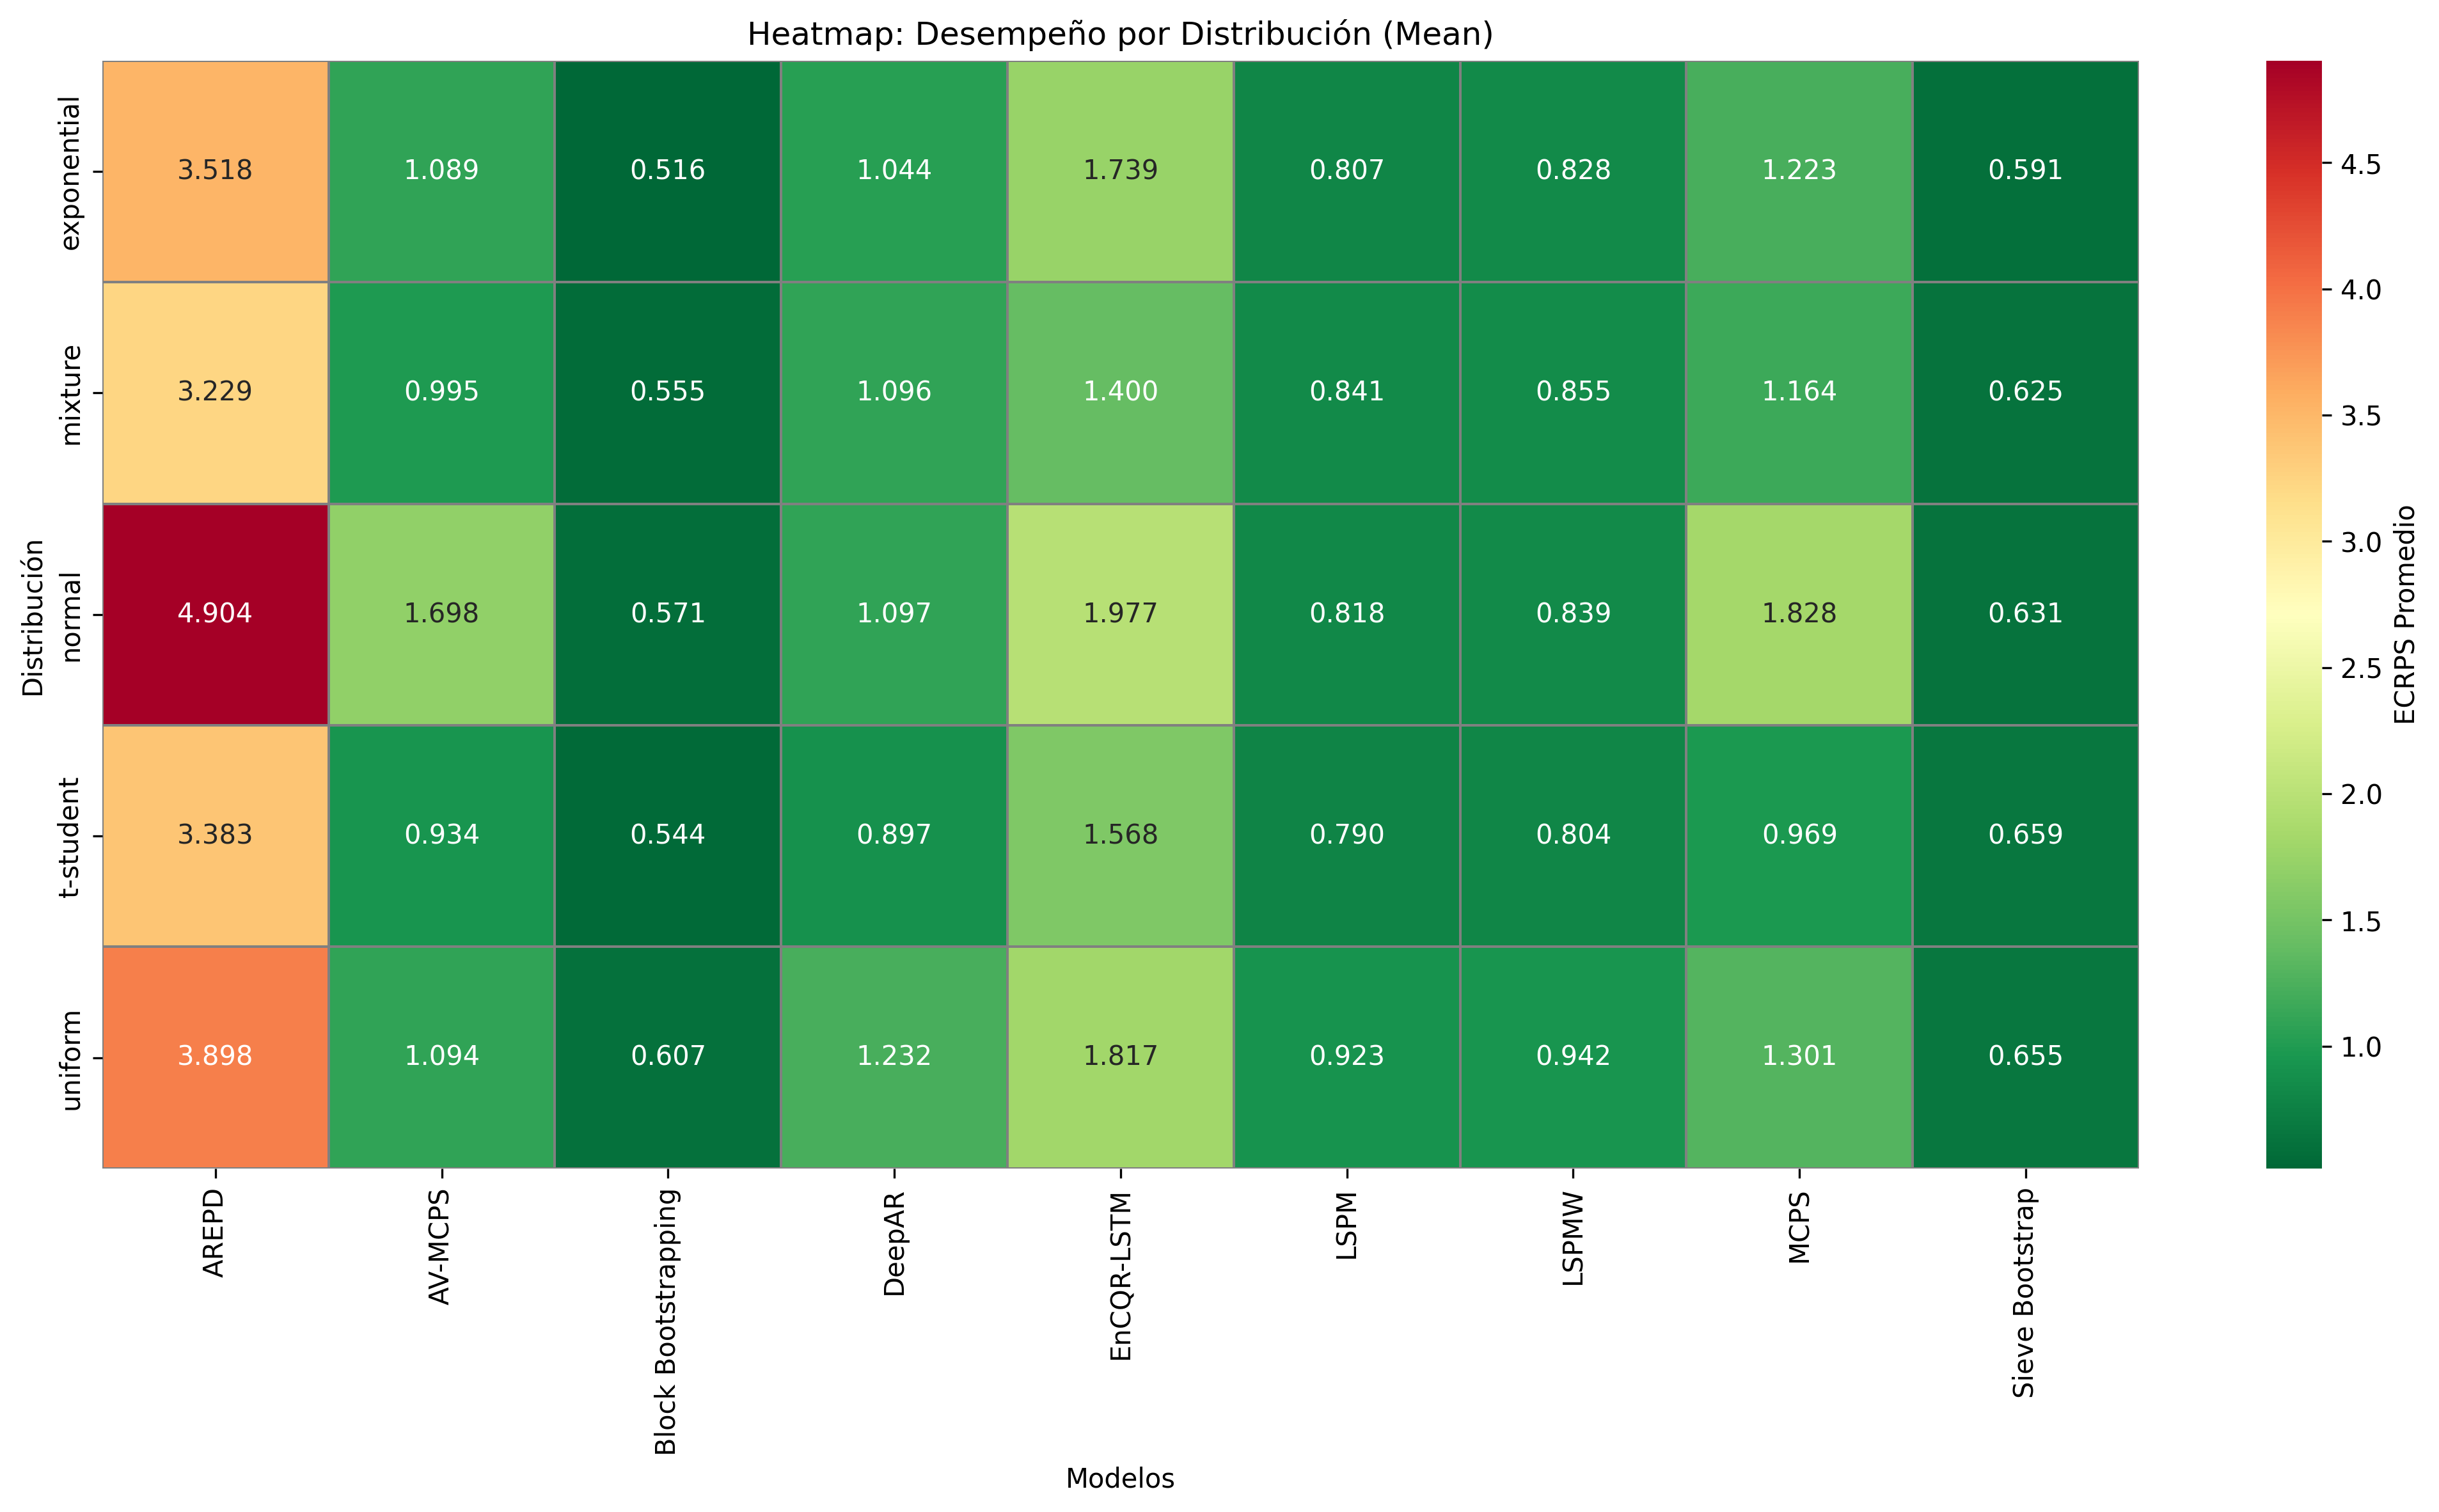 Heatmap: Desempeño por Distribución (Mean)
Distribución
exponential 3.518 1.089 0.516 1.044 1.739 0.807 0.828 1.223 0.591
mixture 3.229 0.995 0.555 1.096 1.400 0.841 0.855 1.164 0.625
normal 4.904 1.698 0.571 1.097 1.977 0.818 0.839 1.828 0.631
t-student 3.383 0.934 0.544 0.897 1.568 0.790 0.804 0.969 0.659
uniform 3.898 1.094 0.607 1.232 1.817 0.923 0.942 1.301 0.655
AREPD
AV-MCPS
Block Bootstrapping
DeepAR
EnCQR-LSTM
LSPM
LSPMW
MCPS
Sieve Bootstrap
Modelos
4.5
4.0
3.5
3.0
2.5
2.0
1.5
1.0
ECRPS Promedio